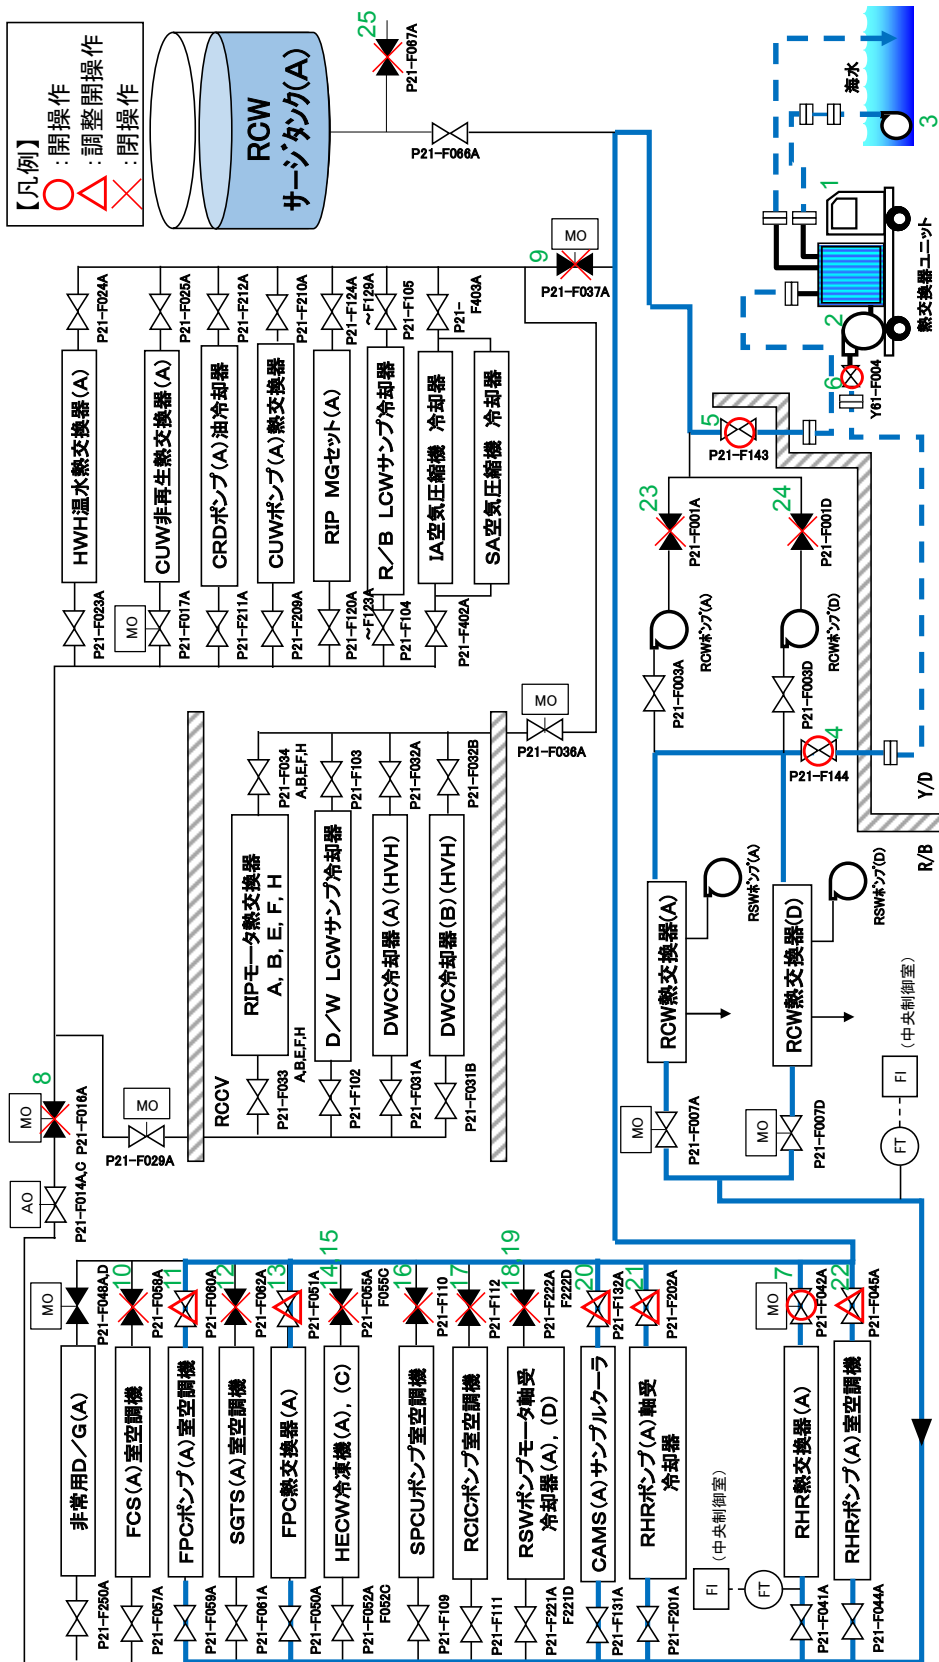 【凡例】
○:開操作
△:調整開操作
×:閉操作
RCW
サージタンク(A)
25
P21-F067A
P21-F066A
海水
3
1
2
熱交換器ユニット
6
Y61-F004
5
P21-F143
9
MO
P21-F037A
HWH温水熱交換器(A)
P21-F024A
P21-F023A
CUW非再生熱交換器(A)
P21-F025A
MO
P21-F017A
CRDポンプ(A)油冷却器
P21-F212A
P21-F211A
CUWポンプ(A)熱交換器
P21-F210A
P21-F209A
RIP MGセット(A)
P21-F124A
~F129A
P21-F120A
~F123A
R/B LCWサンプ冷却器
P21-F105
P21-F104
IA空気圧縮機 冷却器
P21-
F403A
P21-F402A
SA空気圧縮機 冷却器
23
P21-F001A
24
P21-F001D
RCWポンプ(A)
RCWポンプ(D)
P21-F003A
P21-F003D
4
P21-F144
Y/D
R/B
MO
P21-F036A
RCCV
RIPモータ熱交換器
A, B, E, F, H
P21-F034
A,B,E,F,H
P21-F033
A,B,E,F,H
D/W LCWサンプ冷却器
P21-F103
P21-F102
DWC冷却器(A)(HVH)
P21-F032A
P21-F031A
DWC冷却器(B)(HVH)
P21-F032B
P21-F031B
8
MO
P21-F016A
MO
P21-F029A
AO
P21-F014A,C
RCW熱交換器(A)
RSWポンプ(A)
RCW熱交換器(D)
RSWポンプ(D)
MO
P21-F007A
MO
P21-F007D
FT
FI
(中央制御室)
非常用D/G(A)
MO
P21-F048A,D
P21-F250A
FCS(A)室空調機
10
P21-F058A
P21-F057A
FPCポンプ(A)室空調機
11
P21-F060A
P21-F059A
SGTS(A)室空調機
12
P21-F062A
P21-F061A
FPC熱交換器(A)
13
P21-F051A
P21-F050A
HECW冷凍機(A), (C)
14
15
P21-F055A
F055C
P21-F052A
F052C
SPCUポンプ室空調機
16
P21-F110
P21-F109
RCICポンプ室空調機
17
P21-F112
P21-F111
RSWポンプモータ軸受
冷却器(A), (D)
18
19
P21-F222A
F222D
P21-F221A
F221D
CAMS(A)サンプルクーラ
20
P21-F132A
P21-F131A
RHRポンプ(A)軸受
冷却器
21
P21-F202A
P21-F201A
RHR熱交換器(A)
7
MO
P21-F042A
P21-F041A
FT
FI
(中央制御室)
RHRポンプ(A)室空調機
22
P21-F045A
P21-F044A